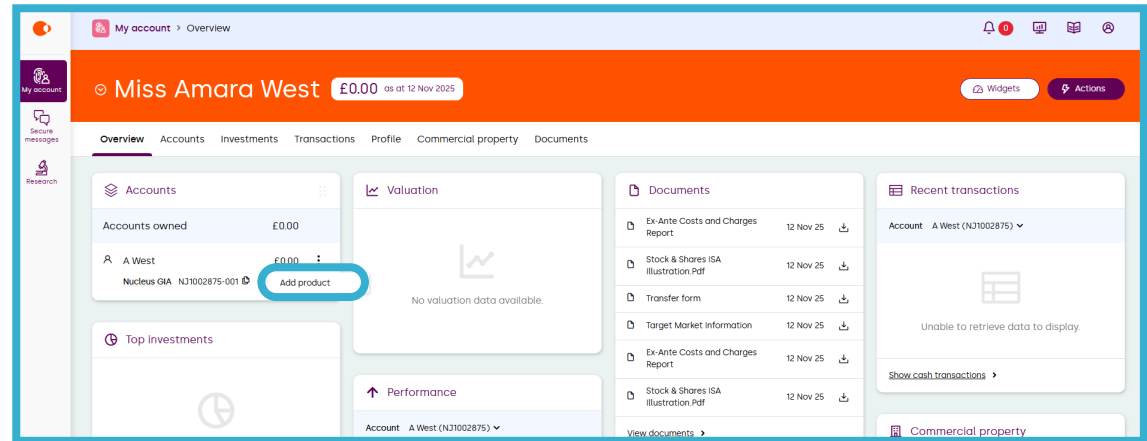 My account > Overview
0
My account
Miss Amara West £0.00 as at 12 Nov 2025
Widgets
Actions
Secure messages
Research
Overview Accounts Investments Transactions Profile Commercial property Documents
Accounts
Accounts owned £0.00
A West £0.00
Nucleus GIA NJ1002875-001
Add product
Top investments
Valuation
No valuation data available.
Performance
Account A West (NJ1002875)
Documents
Ex-Ante Costs and Charges
Report
12 Nov 25
Stock & Shares ISA
Illustration.Pdf
12 Nov 25
Transfer form 12 Nov 25
Target Market Information 12 Nov 25
Ex-Ante Costs and Charges
Report
12 Nov 25
Stock & Shares ISA
Illustration.Pdf
12 Nov 25
View documents >
Recent transactions
Account A West (NJ1002875)
Unable to retrieve data to display.
Show cash transactions >
Commercial property